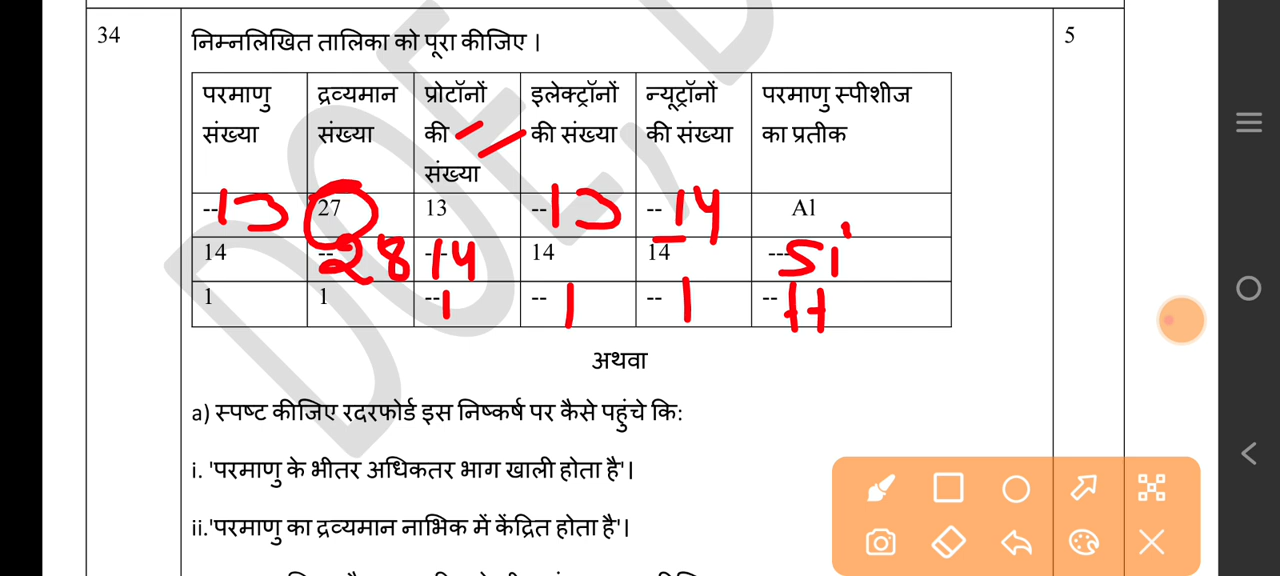 34 निम्नलिखित तालिका को पूरा कीजिए । 5
परमाणु संख्या द्रव्यमान संख्या प्रोटॉनों की संख्या इलेक्ट्रॉनों की संख्या न्यूट्रॉनों की संख्या परमाणु स्पीशीज का प्रतीक
--13 27 13 --13 --14 Al
14 --28 --14 14 14 ---Si
1 1 --1 --1 --1 --H
अथवा
a) स्पष्ट कीजिए रदरफोर्ड इस निष्कर्ष पर कैसे पहुंचे कि:
i. 'परमाणु के भीतर अधिकतर भाग खाली होता है'।
ii.'परमाणु का द्रव्यमान नाभिक में केंद्रित होता है'।